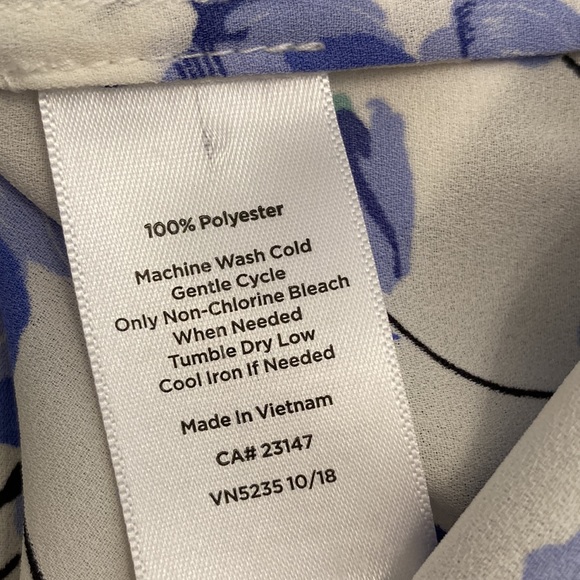 100% Polyester
Machine Wash Cold
Gentle Cycle
Only Non-Chlorine Bleach
When Needed
Tumble Dry Low
Cool Iron If Needed
Made In Vietnam
CA# 23147
VN5235 10/18